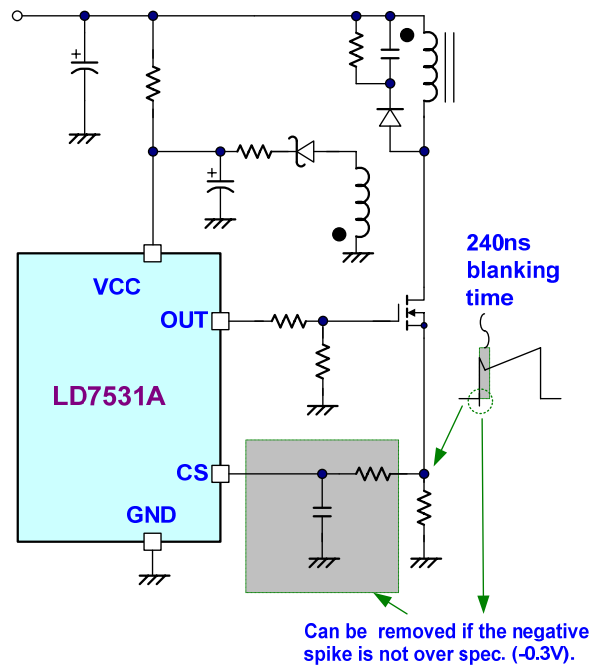 +
+
240ns
blanking
time
VCC
OUT
LD7531A
CS
GND
Can be removed if the negative
spike is not over spec. (-0.3V).